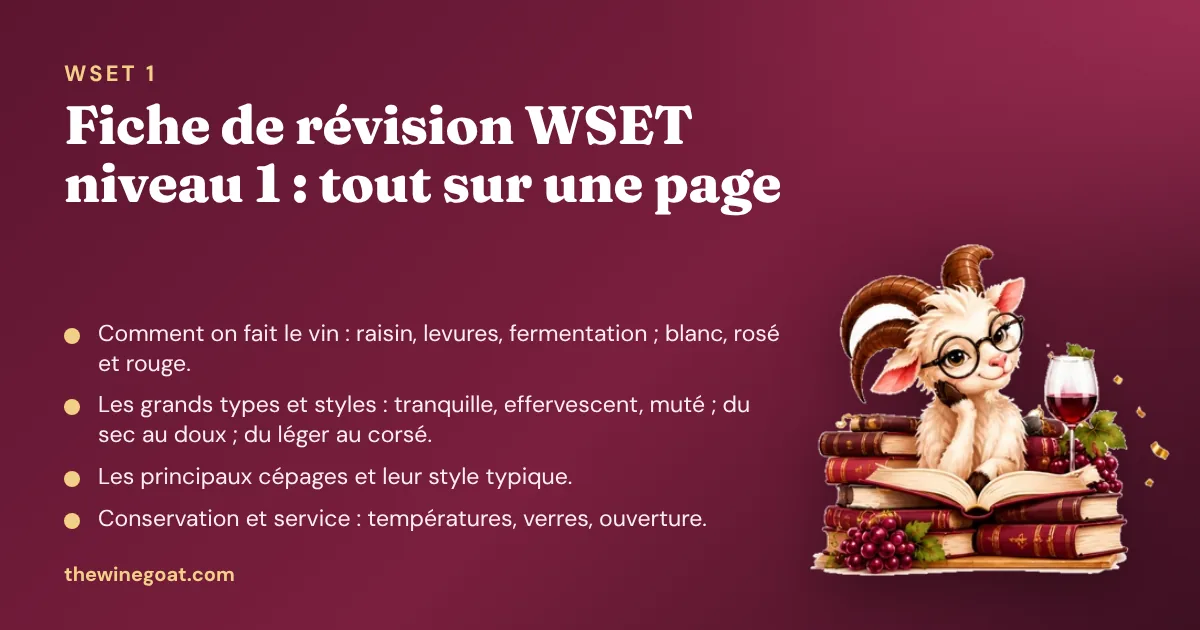 WSET 1
Fiche de révision WSET
niveau 1 : tout sur une page
Comment on fait le vin : raisin, levures, fermentation ; blanc, rosé
et rouge.
Les grands types et styles : tranquille, effervescent, muté ; du
sec au doux ; du léger au corsé.
Les principaux cépages et leur style typique.
Conservation et service : températures, verres, ouverture.
thewinegoat.com